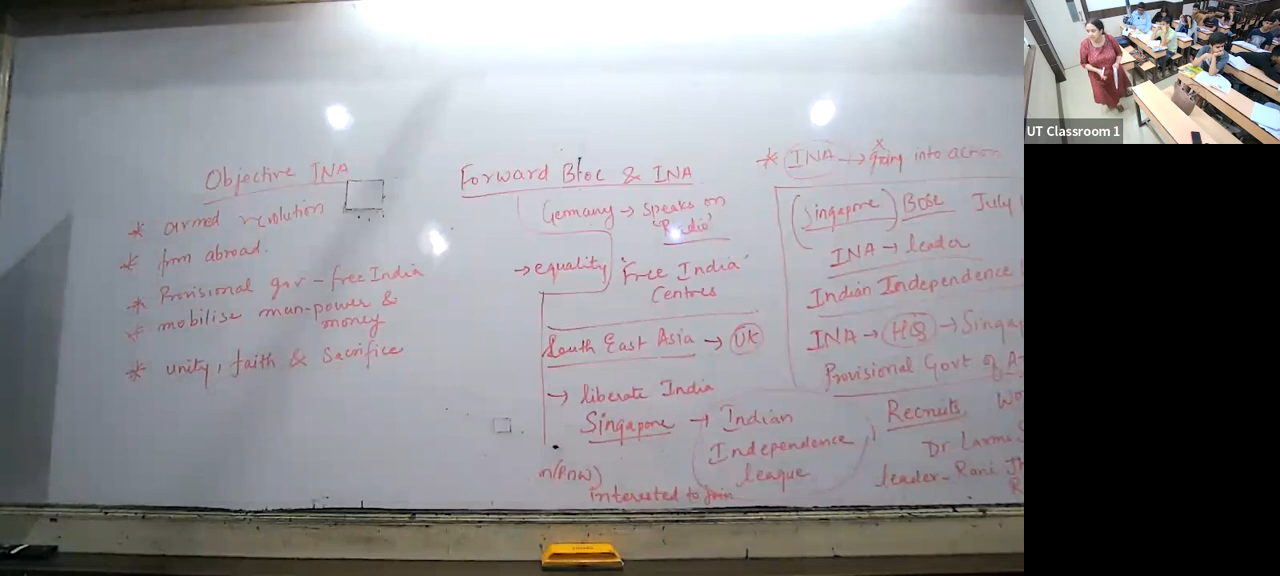 Objective INA
* armed revolution
* from abroad.
* Provisional gov - free India
* mobilise man-power &
money
* unity, faith & Sacrifice
Forward Bloc & INA
Germany → speaks on
'Radio'
→ equality 'Free India'
Centres
South East Asia → UK
→ liberate India
Singapore → Indian
Independence
league
interested to join
* INA → going into action
x
(Singapore) Bose July
INA → leader
Indian Independence
INA → HQ → Singap
Provisional Govt of A
Recruits Wo
Dr Laxmi S
leader - Rani Jh
R
UT Classroom 1